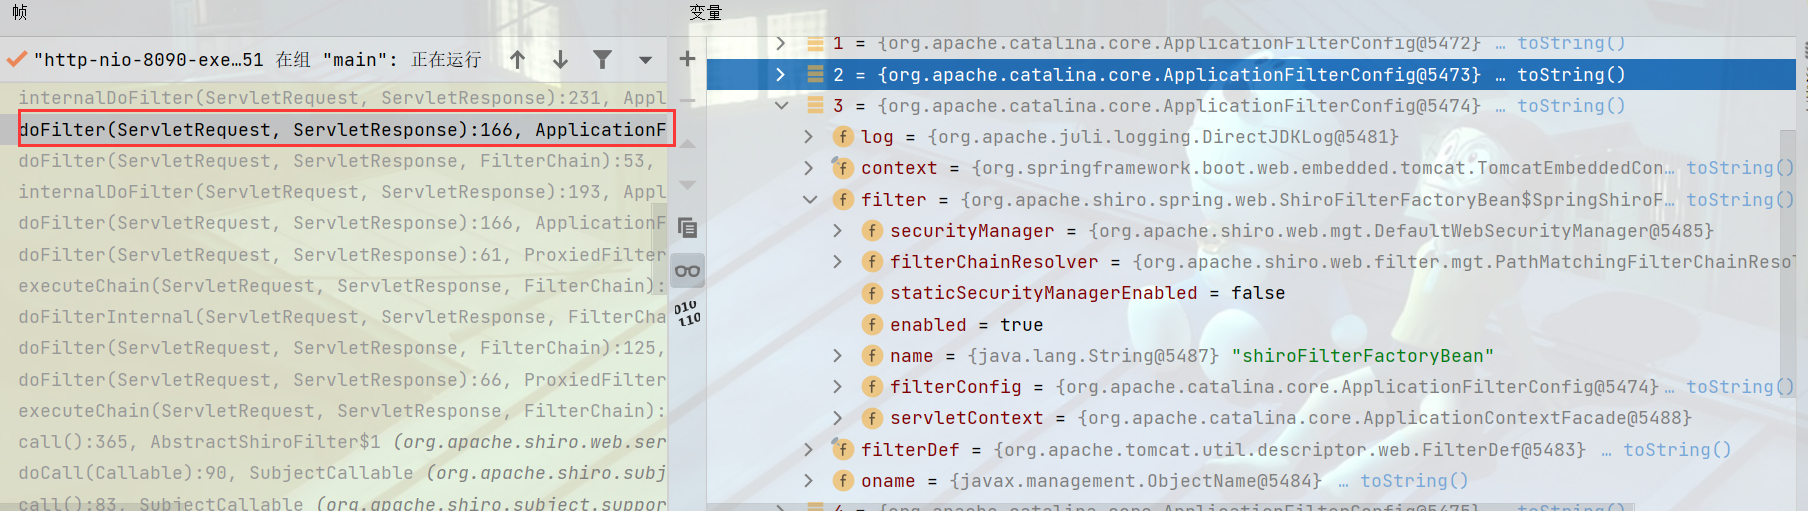 帧
"http-nio-8090-exe…51 在组 "main": 正在运行
internalDoFilter(ServletRequest, ServletResponse):231, Appl
doFilter(ServletRequest, ServletResponse):166, ApplicationF
doFilter(ServletRequest, ServletResponse, FilterChain):53,
internalDoFilter(ServletRequest, ServletResponse):193, Appl
doFilter(ServletRequest, ServletResponse):166, ApplicationF
doFilter(ServletRequest, ServletResponse):61, ProxiedFilter
executeChain(ServletRequest, ServletResponse, FilterChain):
doFilterInternal(ServletRequest, ServletResponse, FilterCha
doFilter(ServletRequest, ServletResponse, FilterChain):125,
doFilter(ServletRequest, ServletResponse):66, ProxiedFilter
executeChain(ServletRequest, ServletResponse, FilterChain):
call():365, AbstractShiroFilter$1 (org.apache.shiro.web.ser
doCall(Callable):90, SubjectCallable (org.apache.shiro.subj
call():83, SubjectCallable (org.apache.shiro.subject.suppor
变量
1 = {org.apache.catalina.core.ApplicationFilterConfig@5472} … toString()
2 = {org.apache.catalina.core.ApplicationFilterConfig@5473} … toString()
3 = {org.apache.catalina.core.ApplicationFilterConfig@5474} … toString()
f log = {org.apache.juli.logging.DirectJDKLog@5481}
f context = {org.springframework.boot.web.embedded.tomcat.TomcatEmbeddedCon… toString()
f filter = {org.apache.shiro.spring.web.ShiroFilterFactoryBean$SpringShiroF… toString()
f securityManager = {org.apache.shiro.web.mgt.DefaultWebSecurityManager@5485}
f filterChainResolver = {org.apache.shiro.web.filter.mgt.PathMatchingFilterChainResol
f staticSecurityManagerEnabled = false
f enabled = true
f name = {java.lang.String@5487} "shiroFilterFactoryBean"
f filterConfig = {org.apache.catalina.core.ApplicationFilterConfig@5474} … toString()
f servletContext = {org.apache.catalina.core.ApplicationContextFacade@5488}
f filterDef = {org.apache.tomcat.util.descriptor.web.FilterDef@5483} … toString()
f oname = {javax.management.ObjectName@5484} … toString()
4 = {org.apache.catalina.core.ApplicationFilterConfig@5475} … toString()